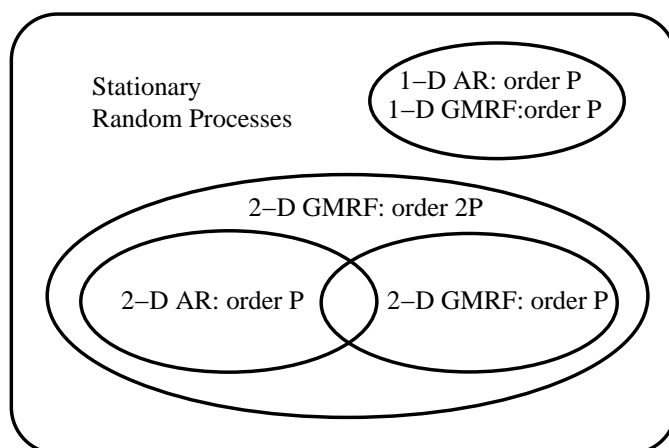 Stationary
Random Processes
1−D AR: order P
1−D GMRF:order P
2−D GMRF: order 2P
2−D AR: order P
2−D GMRF: order P